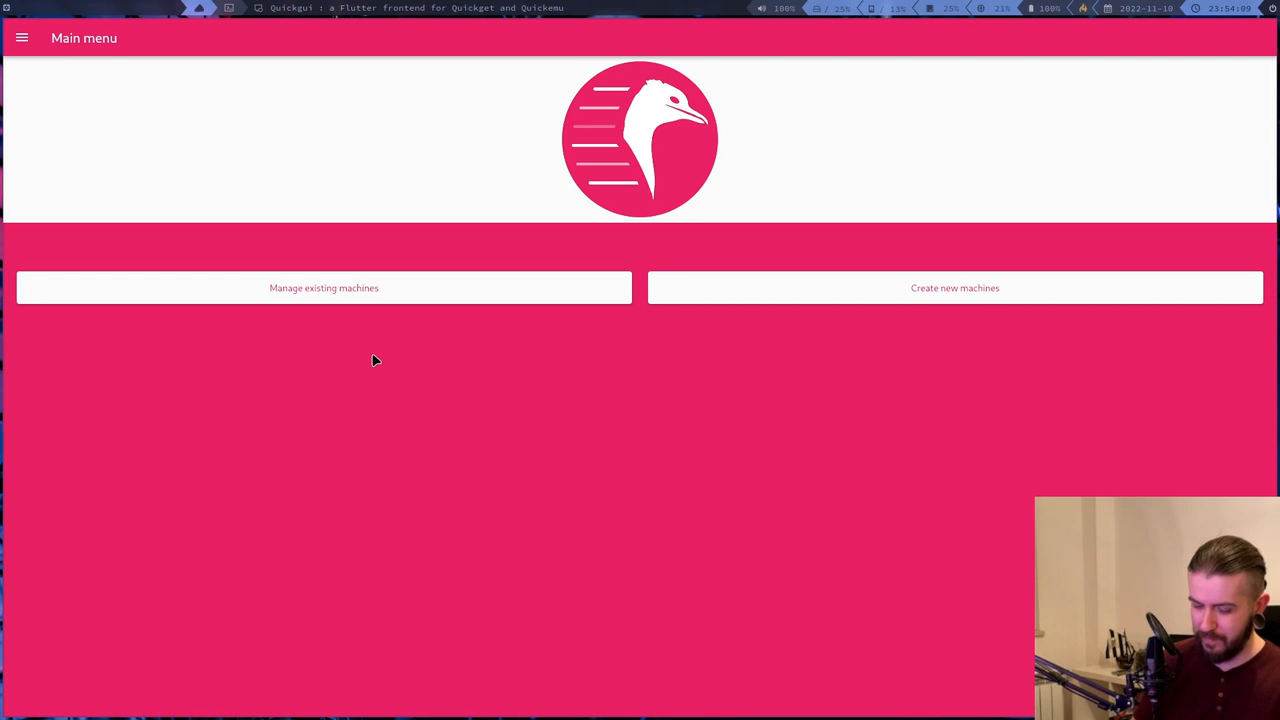 Quickgui : a Flutter frontend for Quickget and Quickemu
100% 25% 13% 25% 21% 100% 2022-11-10 23:54:09
Main menu
Manage existing machines
Create new machines